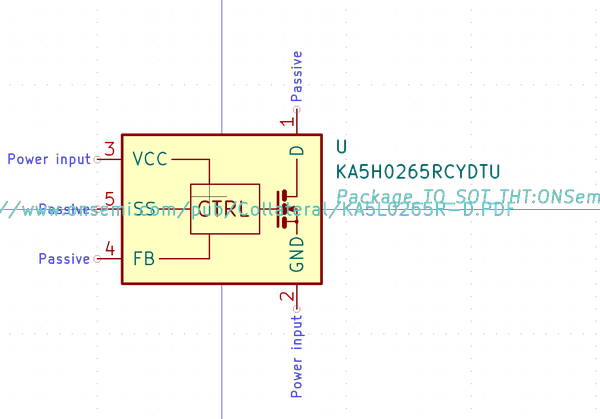 Passive
1
U
D
KA5H0265RCYDTU
Power input
3
VCC
Package_TO_SOT_THT:ONSem
Passive
5
SS
CTRL
//www.onsemi.com/pub/Collateral/KA5L0265R-D.PDF
Passive
4
FB
GND
2
Power input